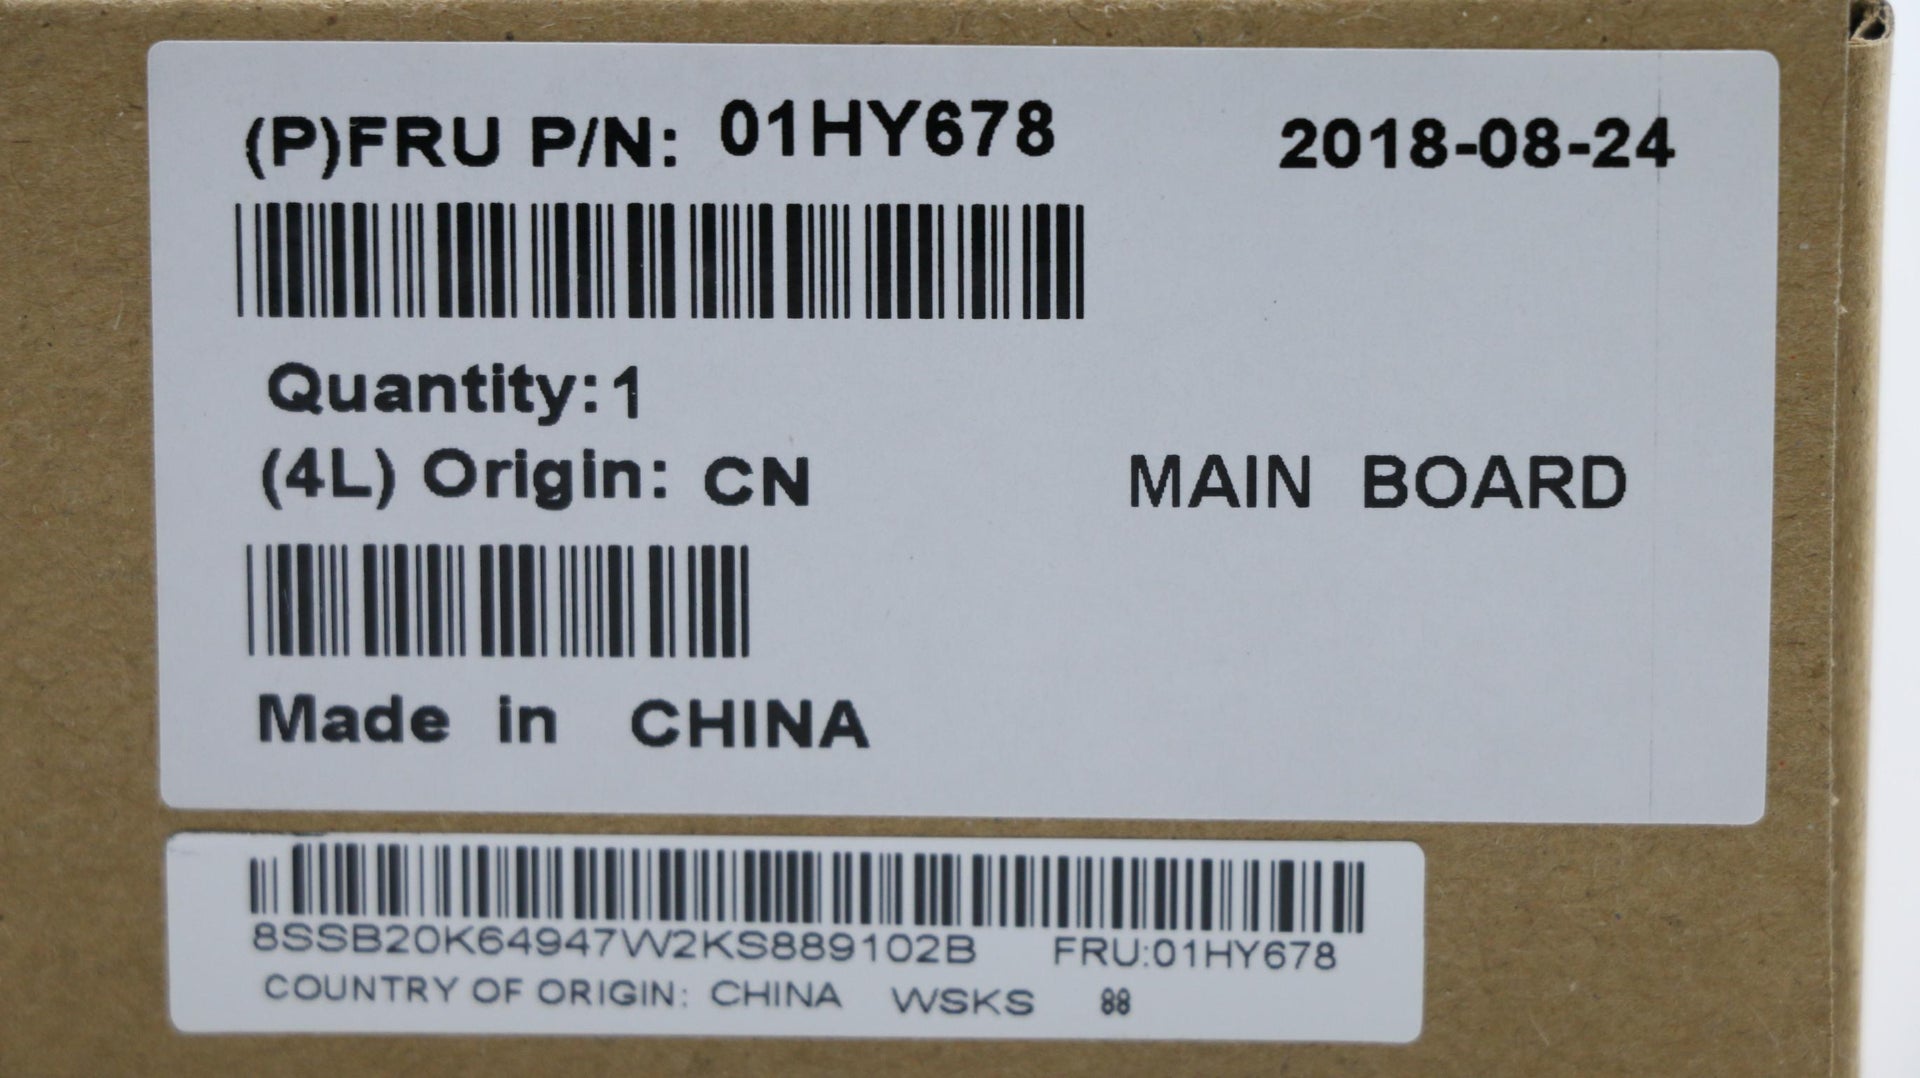 (P)FRU P/N: 01HY678 2018-08-24
Quantity:1
(4L) Origin: CN MAIN BOARD
Made in CHINA
8SSB20K64947W2KS889102B FRU:01HY678
COUNTRY OF ORIGIN: CHINA WSKS 88